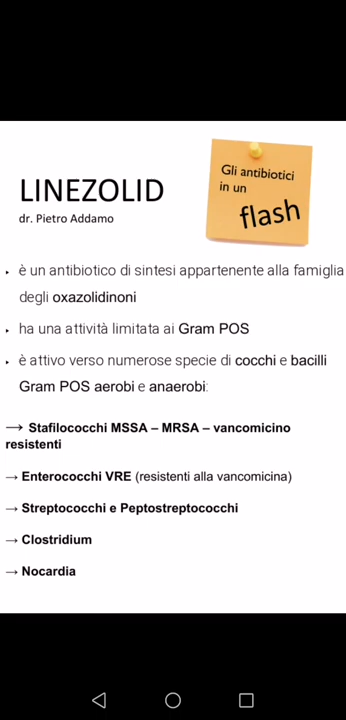 Gli antibiotici
in un
flash
LINEZOLID
dr. Pietro Addamo
‣ è un antibiotico di sintesi appartenente alla famiglia
degli oxazolidinoni
‣ ha una attività limitata ai Gram POS
‣ è attivo verso numerose specie di cocchi e bacilli
Gram POS aerobi e anaerobi:
→ Stafilococchi MSSA – MRSA – vancomicino
resistenti
→ Enterococchi VRE (resistenti alla vancomicina)
→ Streptococchi e Peptostreptococchi
→ Clostridium
→ Nocardia